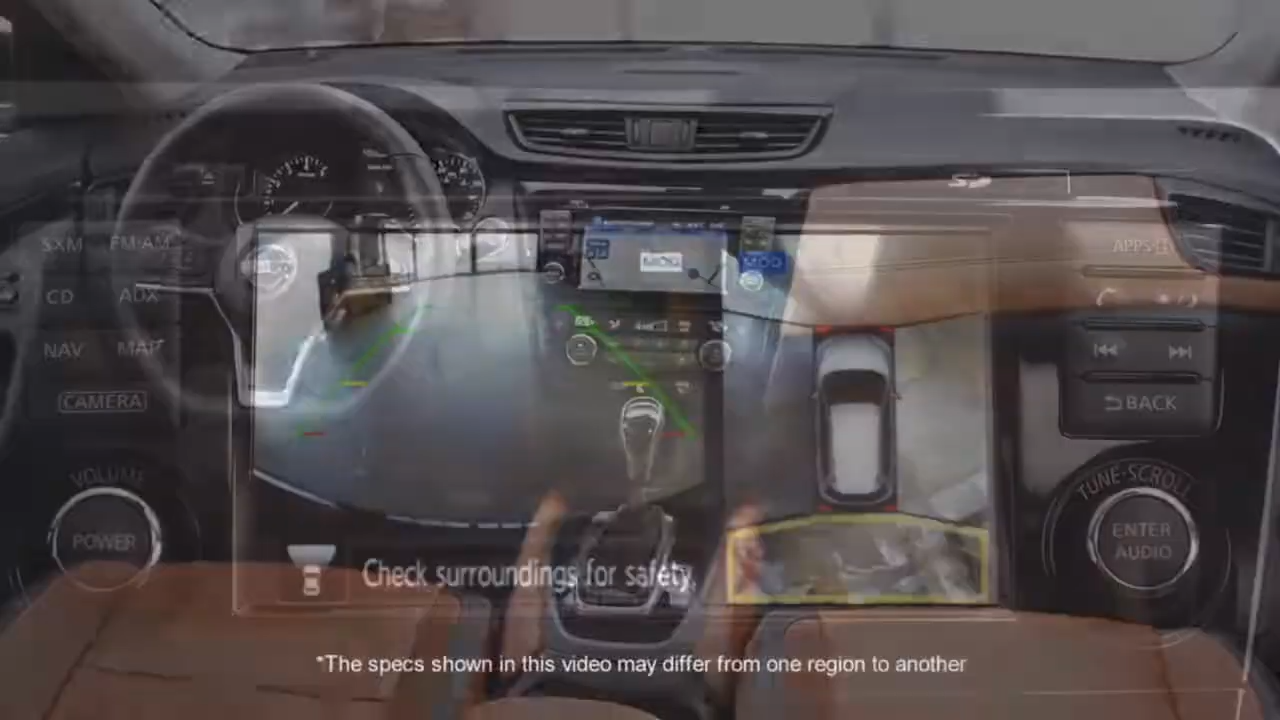 SXM FM·AM
APPS
CD AUX
NAV MAP
MOD
CAMERA
BACK
VOLUME
TUNE·SCROLL
POWER
ENTER
AUDIO
Check surroundings for safety.
*The specs shown in this video may differ from one region to another